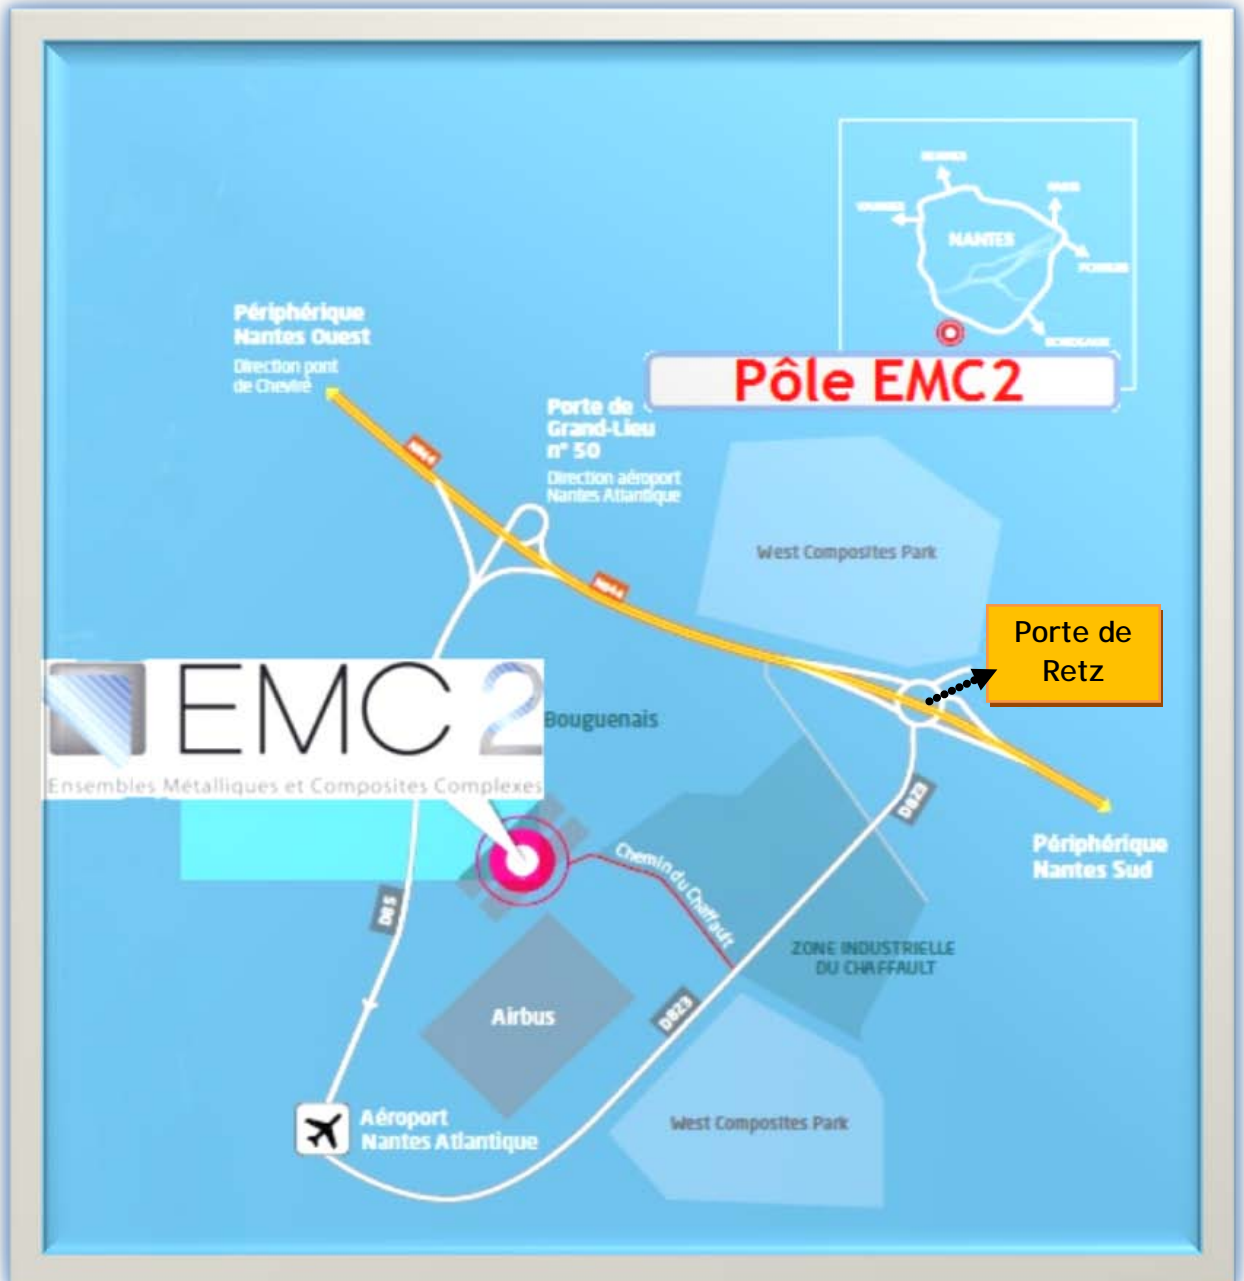 NANTES
Pôle EMC2
Périphérique
Nantes Ouest
Direction pont
de Cheviré
Porte de
Grand-Lieu
n° 50
Direction aéroport
Nantes Atlantique
West Composites Park
Porte de
Retz
EMC2
Ensembles Métalliques et Composites Complexes
Bouguenais
D823
Périphérique
Nantes Sud
Chemin du Chaffault
D85
ZONE INDUSTRIELLE
DU CHAFFAULT
Airbus
D823
Aéroport
Nantes Atlantique
West Composites Park